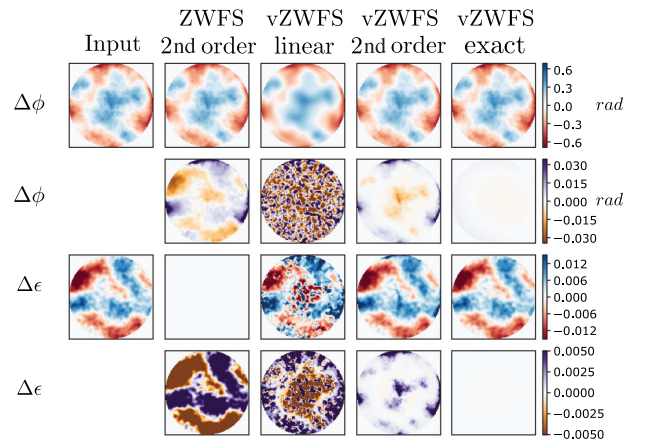 ZWFS vZWFS vZWFS vZWFS
Input 2nd order linear 2nd order exact
Δϕ
0.6
0.3
0.0
−0.3
−0.6
rad
Δϕ
0.030
0.015
0.000
−0.015
−0.030
rad
Δϵ
0.012
0.006
0.000
−0.006
−0.012
Δϵ
0.0050
0.0025
0.0000
−0.0025
−0.0050